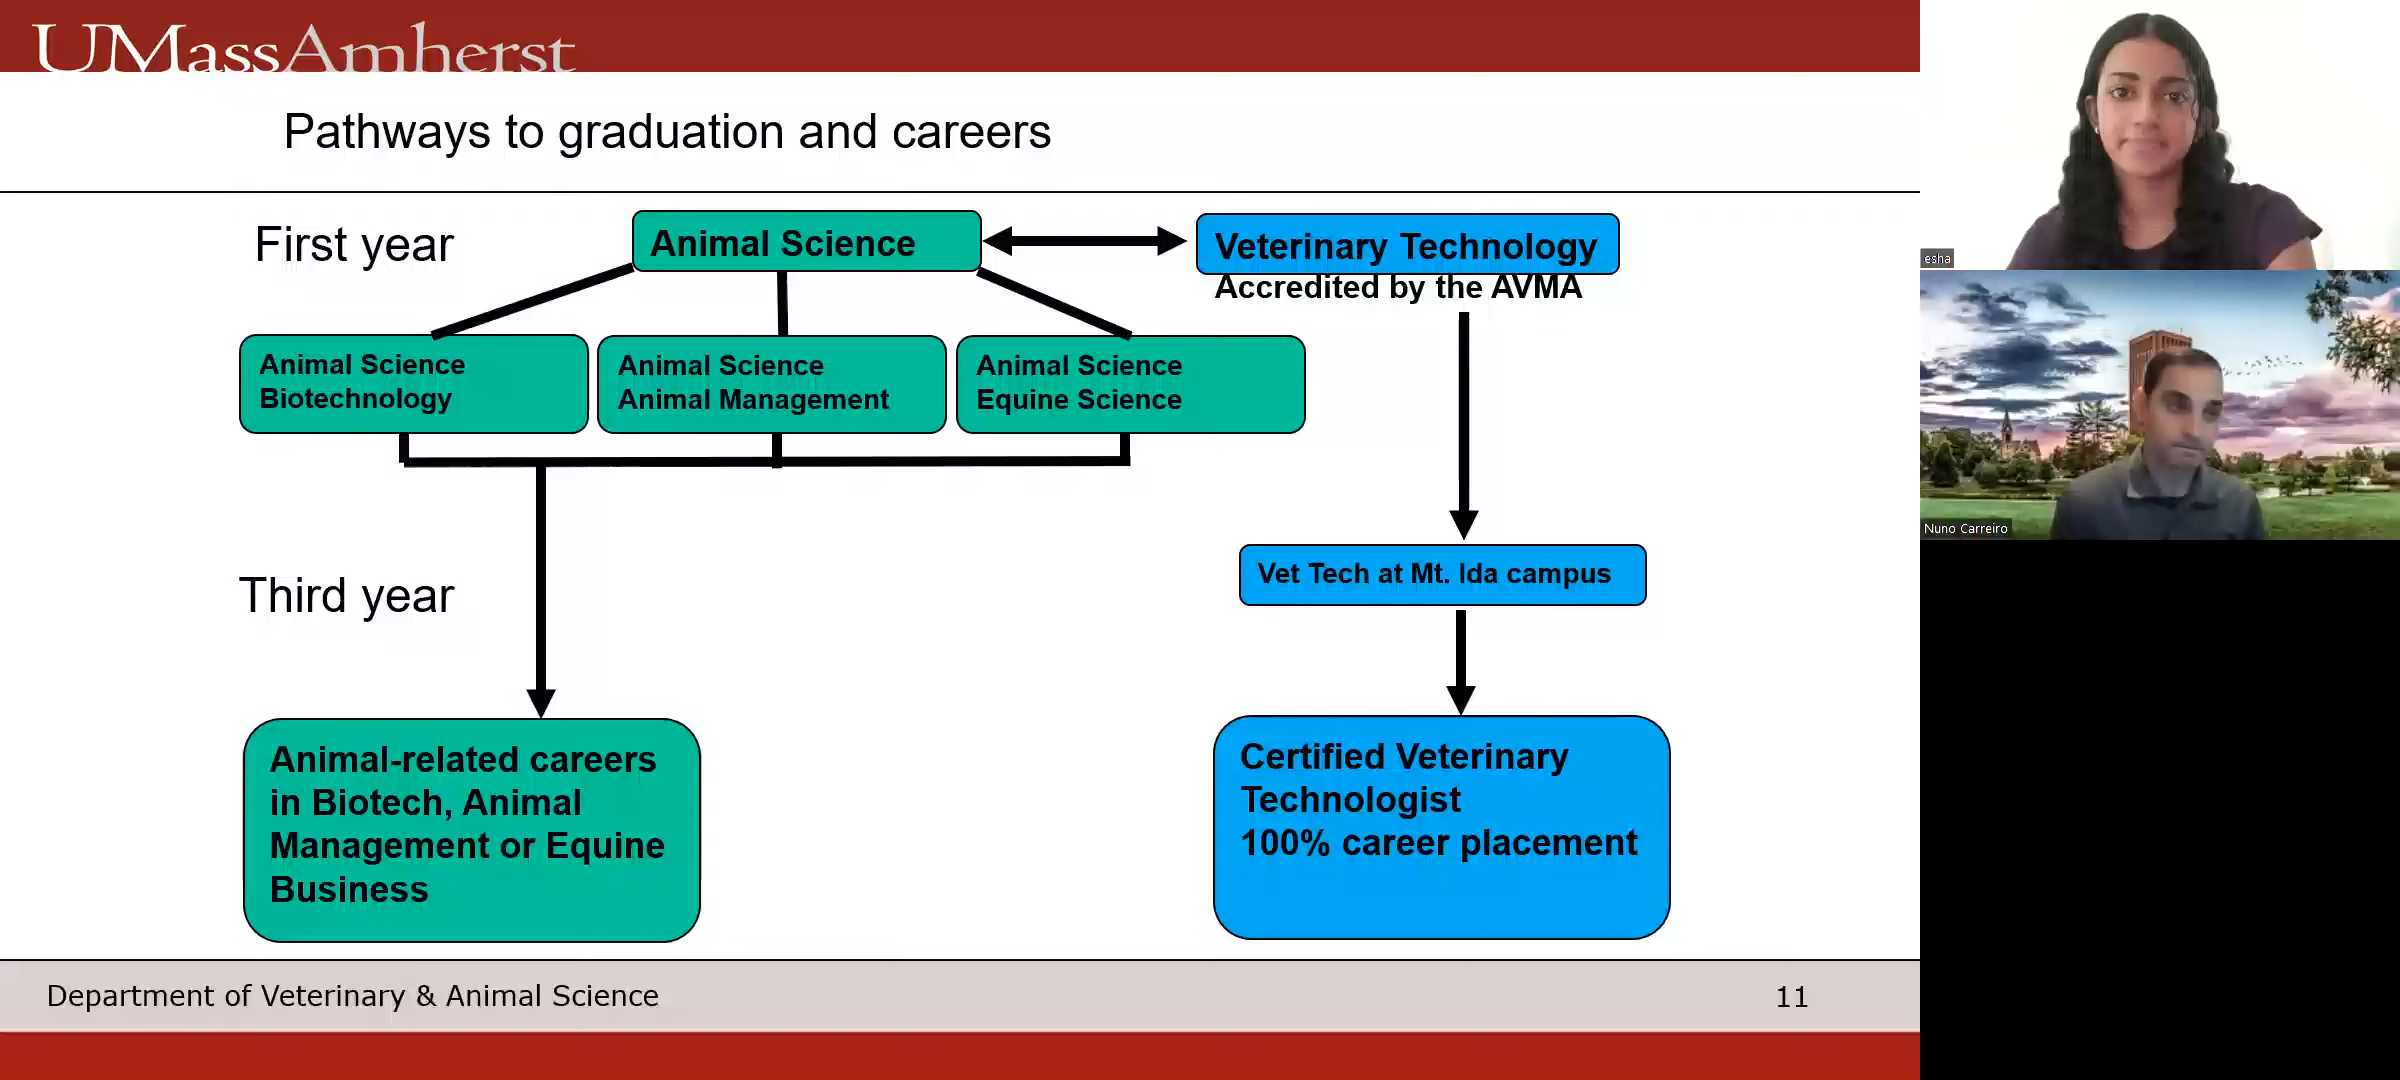 UMassAmherst
Pathways to graduation and careers
First year
Animal Science
Veterinary Technology
Accredited by the AVMA
Animal Science
Biotechnology
Animal Science
Animal Management
Animal Science
Equine Science
Third year
Vet Tech at Mt. Ida campus
Animal-related careers
in Biotech, Animal
Management or Equine
Business
Certified Veterinary
Technologist
100% career placement
Department of Veterinary & Animal Science
11
esha
Nuno Carreiro